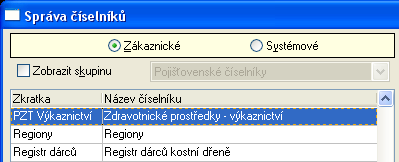 Správa číselníků
Zákaznické Systémové
Zobrazit skupinu Pojišťovenské číselníky
Zkratka Název číselníku
PZT Výkaznictví Zdravotnické prostředky - výkaznictví
Regiony Regiony
Registr dárců Registr dárců kostní dřeně